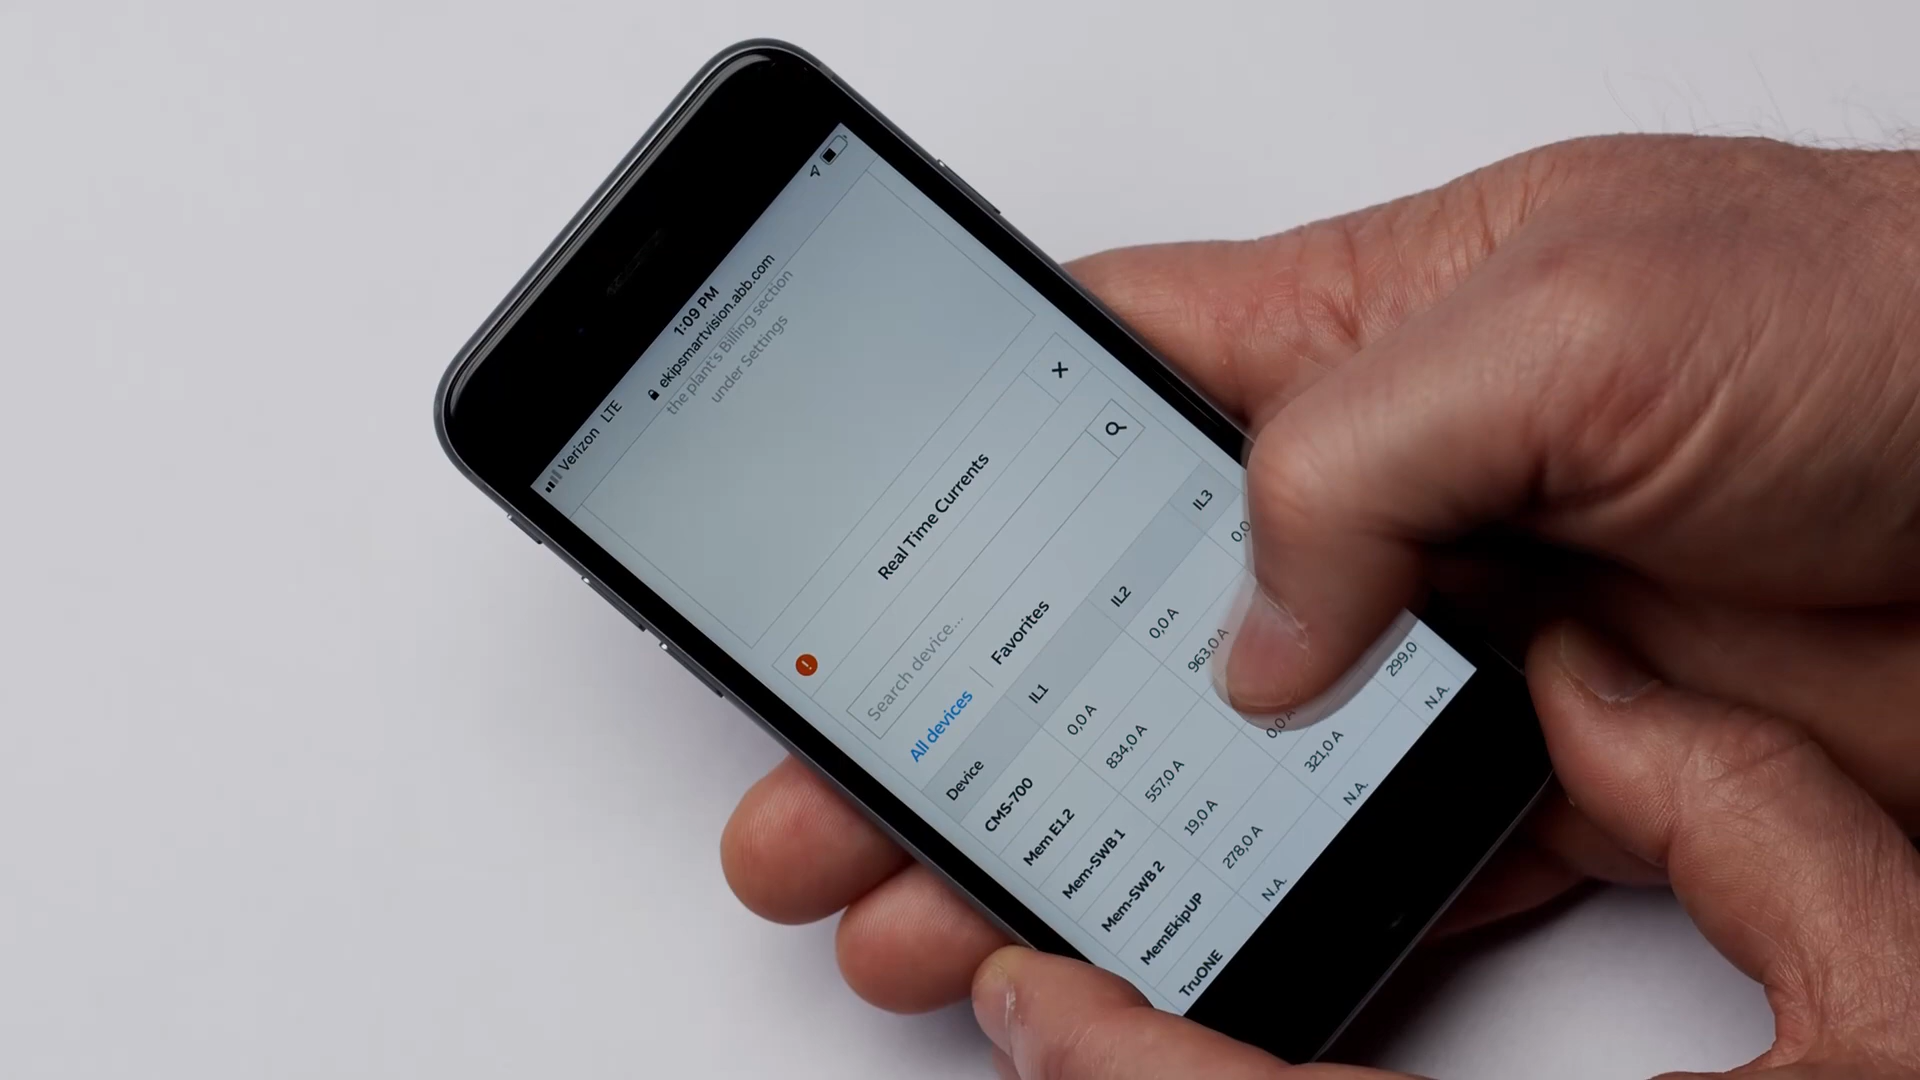 Verizon LTE 1:09 PM
ekipsmartvision.abb.com
the plant's Billing section
under Settings
Real Time Currents
Search device...
All devices Favorites
Device IL1 IL2 IL3
CMS-700 0,0 A 0,0 A 0,0
Mem E1.2 834,0 A 963,0 A
Mem-SWB 1 557,0 A
Mem-SWB 2 19,0 A 0,0 A
MemEkipUP 278,0 A 321,0 A 299,0
TruONE N.A. N.A. N.A.